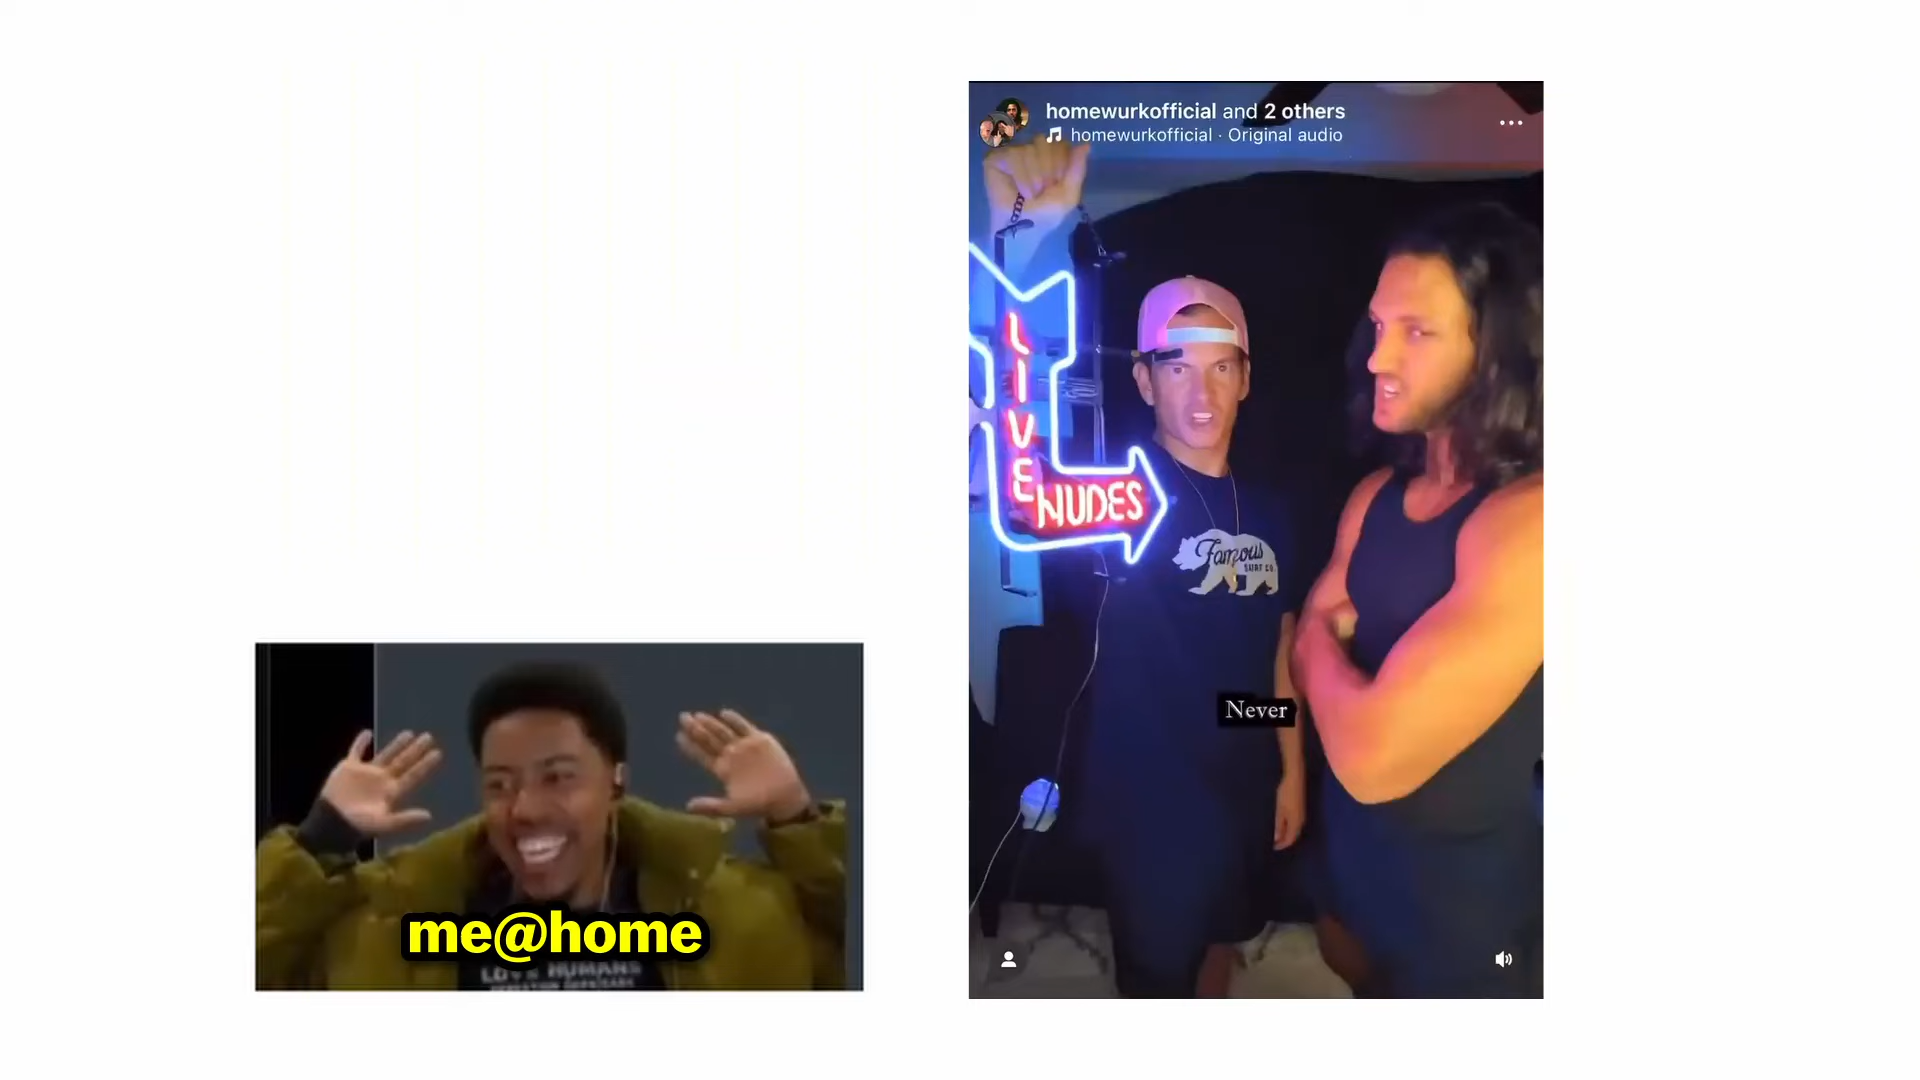 homewurkofficial and 2 others
homewurkofficial · Original audio
LIVE
NUDES
Famous
SURF CO.
Never
me@home
LOVE HUMANS